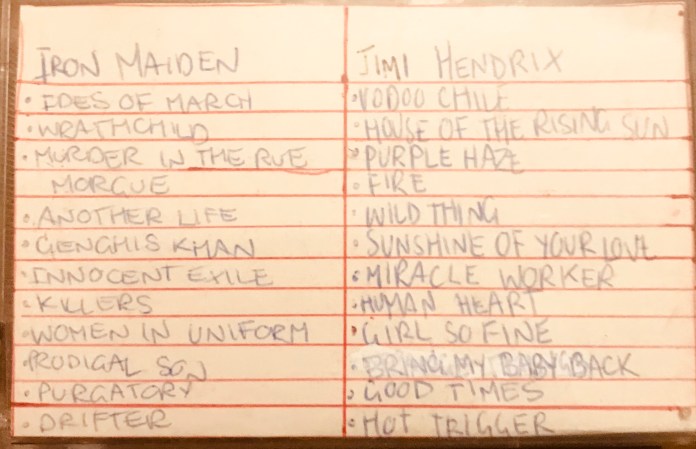 IRON MAIDEN
• IDES OF MARCH
• WRATHCHILD
• MURDER IN THE RUE
MORGUE
• ANOTHER LIFE
• GENGHIS KHAN
• INNOCENT EXILE
• KILLERS
• WOMEN IN UNIFORM
• PRODIGAL SON
• PURGATORY
• DRIFTER
JIMI HENDRIX
• VODOO CHILE
• HOUSE OF THE RISING SUN
• PURPLE HAZE
• FIRE
• WILD THING
• SUNSHINE OF YOUR LOVE
• MIRACLE WORKER
• HUMAN HEART
• GIRL SO FINE
• BRING MY BABY BACK
• GOOD TIMES
• HOT TRIGGER